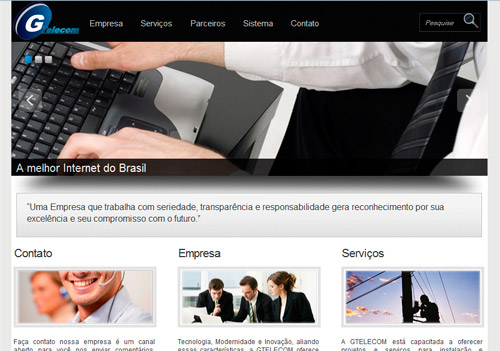 Gtelecom
Empresa Serviços Parceiros Sistema Contato
Pesquise
A melhor Internet do Brasil
"Uma Empresa que trabalha com seriedade, transparência e responsabilidade gera reconhecimento por sua
excelência e seu compromisso com o futuro."
Contato
Faça contato nossa empresa é um canal
aberto para você nos enviar comentários,
Empresa
Tecnologia, Modernidade e Inovação, aliando
essas características, a GTELECOM oferece
Serviços
A GTELECOM está capacitada a oferecer
projetos e serviços para instalação e